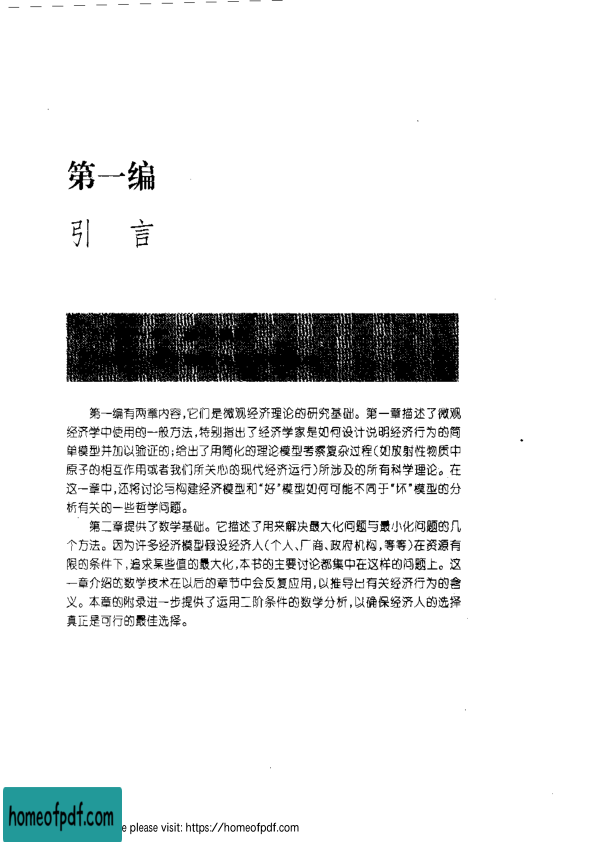 第一编
引 言
第一编有两章内容，它们是微观经济理论的研究基础。第一章描述了微观
经济学中使用的一般方法，特别指出了经济学家是如何设计说明经济行为的简
单模型并加以验证的；给出了用简化的理论模型考察复杂过程（如放射性物质中
原子的相互作用或者我们所关心的现代经济运行）所涉及的所有科学理论。在
这一章中，还将讨论与构建经济模型和“好”模型如何可能不同于“坏”模型的分
析有关的一些哲学问题。
第二章提供了数学基础。它描述了用来解决最大化问题与最小化问题的几
个方法。因为许多经济模型假设经济人（个人、厂商、政府机构，等等）在资源有
限的条件下，追求某些值的最大化，本书的主要讨论都集中在这样的问题上。这
一章介绍的数学技术在以后的章节中会反复应用，以推导出有关经济行为的含
义。本章的附录进一步提供了运用二阶条件的数学分析，以确保经济人的选择
真正是可行的最佳选择。
homeofpdf.com
e please visit: https://homeofpdf.com